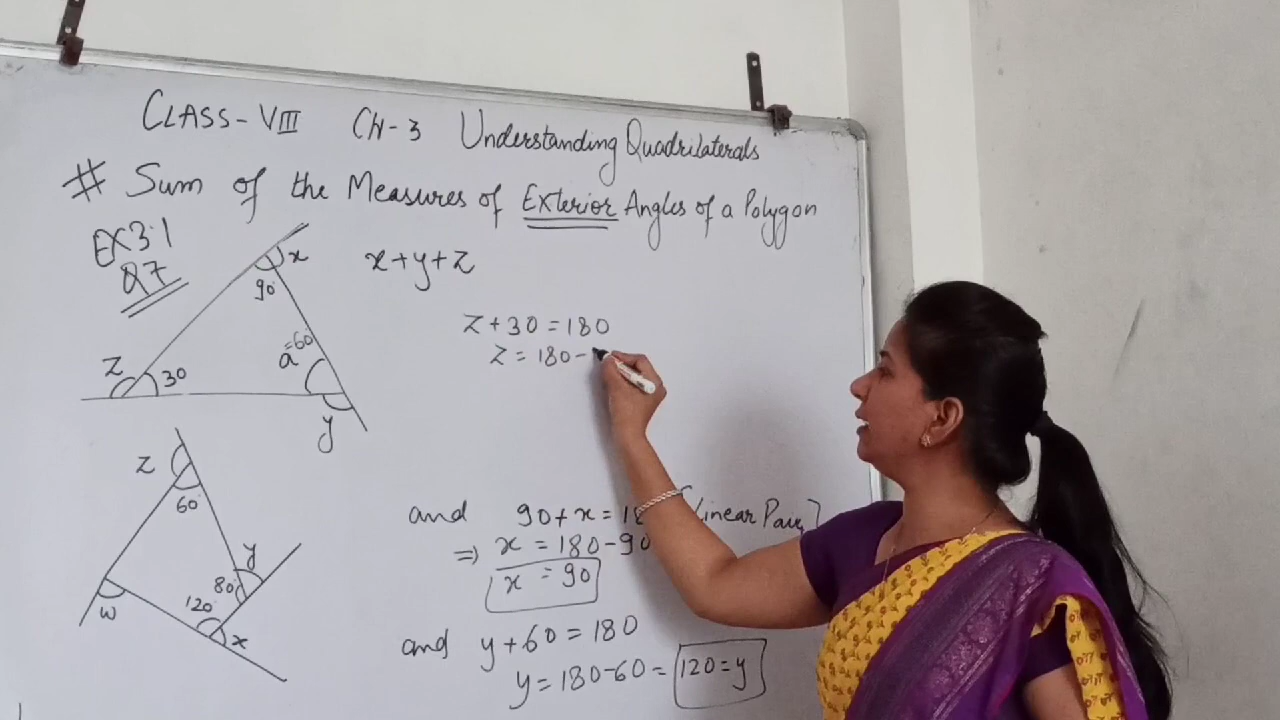 CLASS-VIII CH-3 Understanding Quadrilaterals
# Sum of the Measures of Exterior Angles of a Polygon
EX 3.1
Q7
x
90°
a=60°
z
30
y
x+y+z
z+30=180
z=180-
z
60°
y
80°
120°
w
x
and 90+x=18 [Linear Pair]
⇒ x=180-90
x=90
and y+60=180
y=180-60=120=y